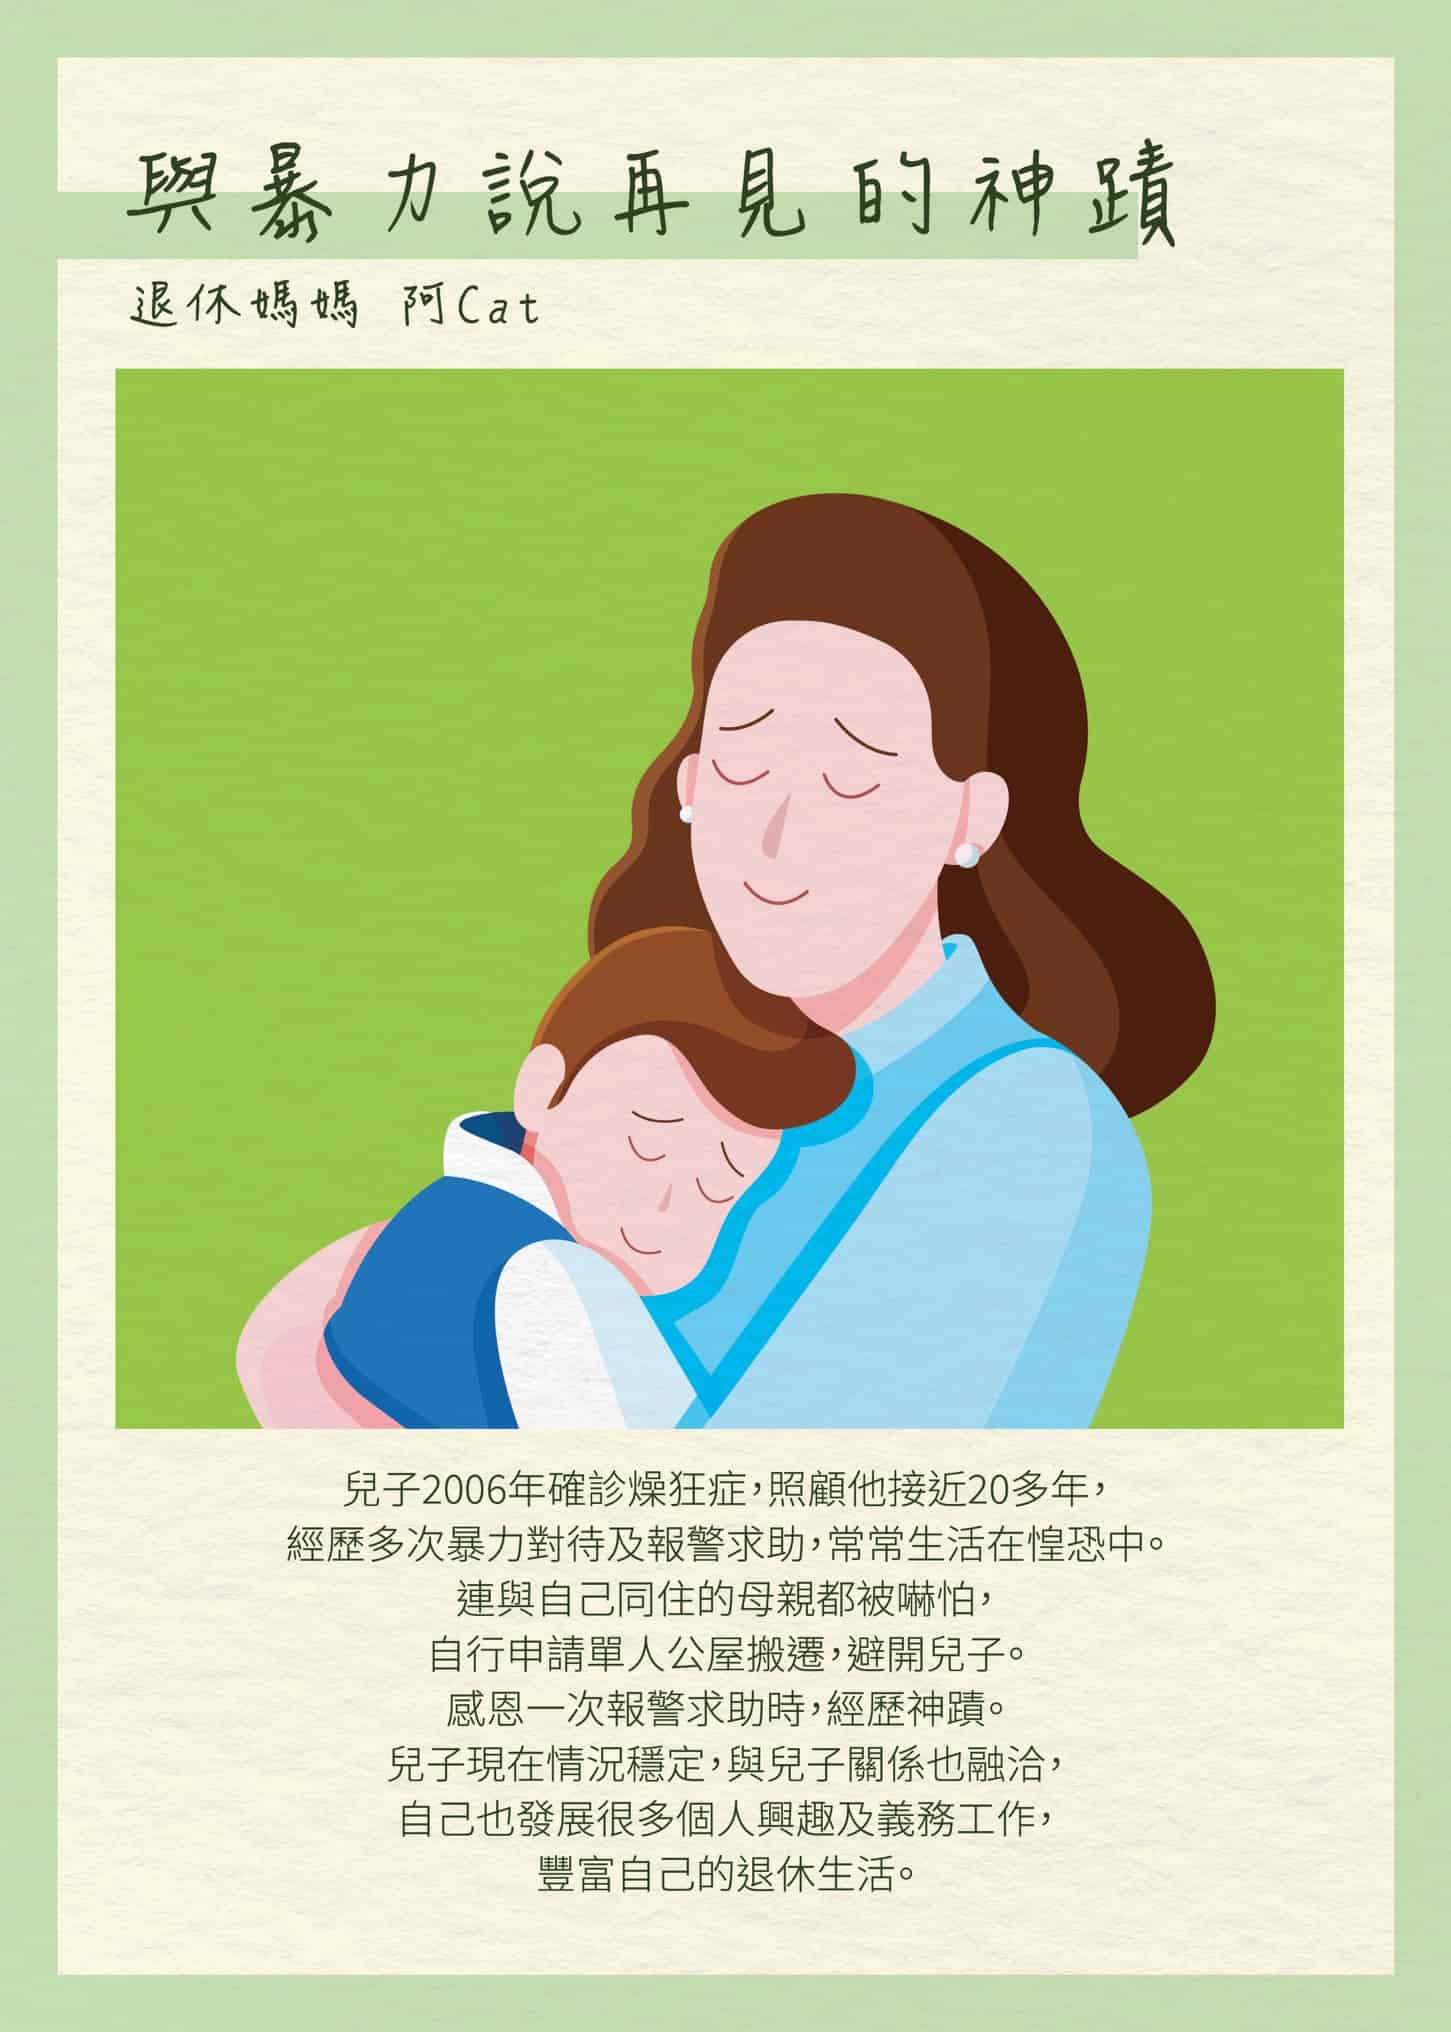 與暴力說再見的神蹟
退休媽媽 阿Cat
兒子2006年確診燥狂症，照顧他接近20多年，
經歷多次暴力對待及報警求助，常常生活在惶恐中。
連與自己同住的母親都被嚇怕，
自行申請單人公屋搬遷，避開兒子。
感恩一次報警求助時，經歷神蹟。
兒子現在情況穩定，與兒子關係也融洽，
自己也發展很多個人興趣及義務工作，
豐富自己的退休生活。